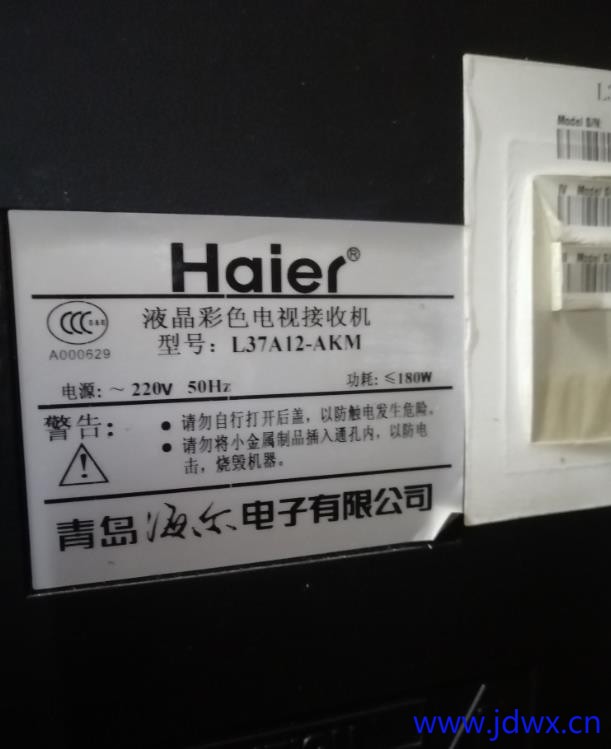 Haier®
CCC S&E
A000629
液晶彩色电视接收机
型号：L37A12-AKM
电源：～ 220V 50Hz
功耗：≤180W
警告：
● 请勿自行打开后盖，以防触电发生危险。
● 请勿将小金属制品插入通孔内，以防电
击，烧毁机器。
青岛海尔电子有限公司
Model S/N:
www.jdwx.cn